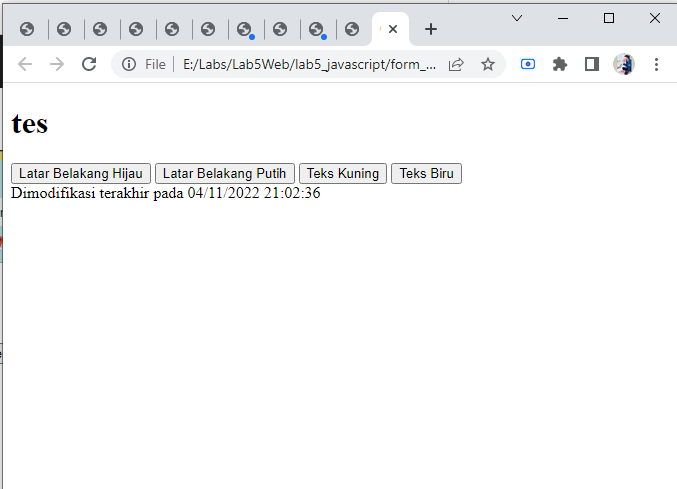 File
E:/Labs/Lab5Web/lab5_javascript/form_...
tes
Latar Belakang Hijau Latar Belakang Putih Teks Kuning Teks Biru
Dimodifikasi terakhir pada 04/11/2022 21:02:36